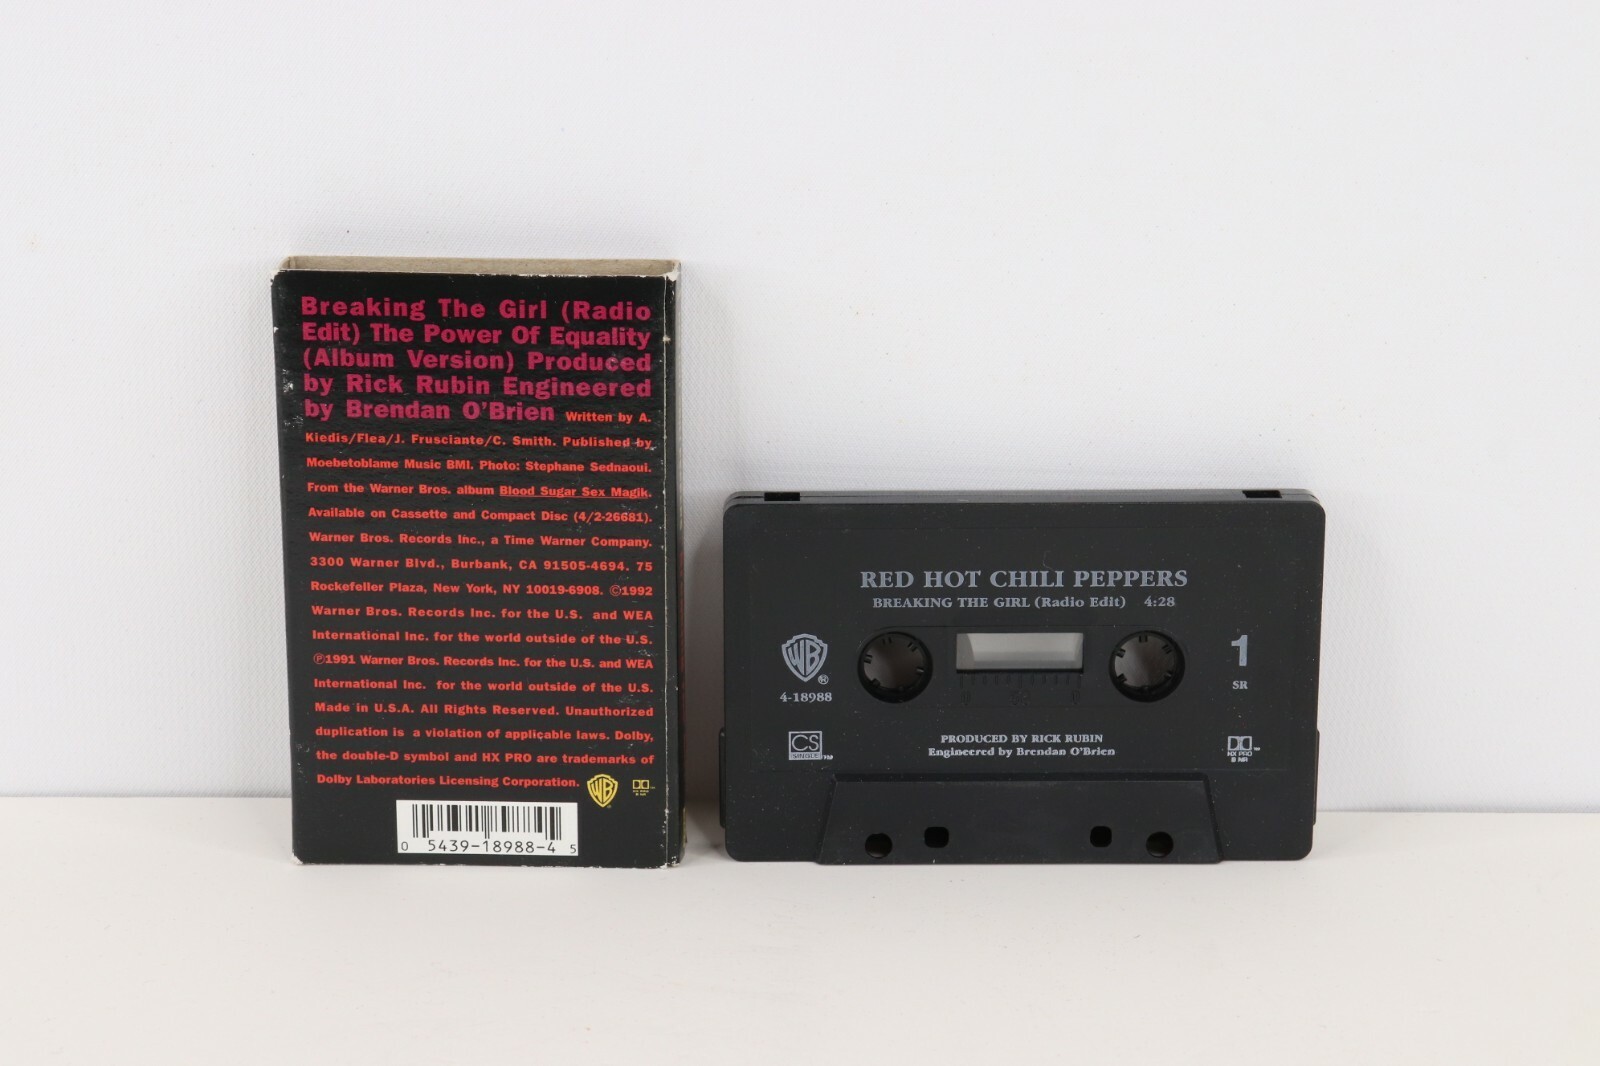 Breaking The Girl (Radio
Edit) The Power Of Equality
(Album Version) Produced
by Rick Rubin Engineered
by Brendan O'Brien Written by A.
Kiedis/Flea/J. Frusciante/C. Smith. Published by
Moebetoblame Music BMI. Photo: Stephane Sednaoui.
From the Warner Bros. album Blood Sugar Sex Magik.
Available on Cassette and Compact Disc (4/2-26681).
Warner Bros. Records Inc., a Time Warner Company.
3300 Warner Blvd., Burbank, CA 91505-4694. 75
Rockefeller Plaza, New York, NY 10019-6908. ©1992
Warner Bros. Records Inc. for the U.S. and WEA
International Inc. for the world outside of the U.S.
℗1991 Warner Bros. Records Inc. for the U.S. and WEA
International Inc. for the world outside of the U.S.
Made in U.S.A. All Rights Reserved. Unauthorized
duplication is a violation of applicable laws. Dolby,
the double-D symbol and HX PRO are trademarks of
Dolby Laboratories Licensing Corporation. WB
0 5439-18988-4 5
RED HOT CHILI PEPPERS
BREAKING THE GIRL (Radio Edit) 4:28
WB ®
4-18988
1
SR
CS
SINGLE™
PRODUCED BY RICK RUBIN
Engineered by Brendan O'Brien
HX PRO
B NR